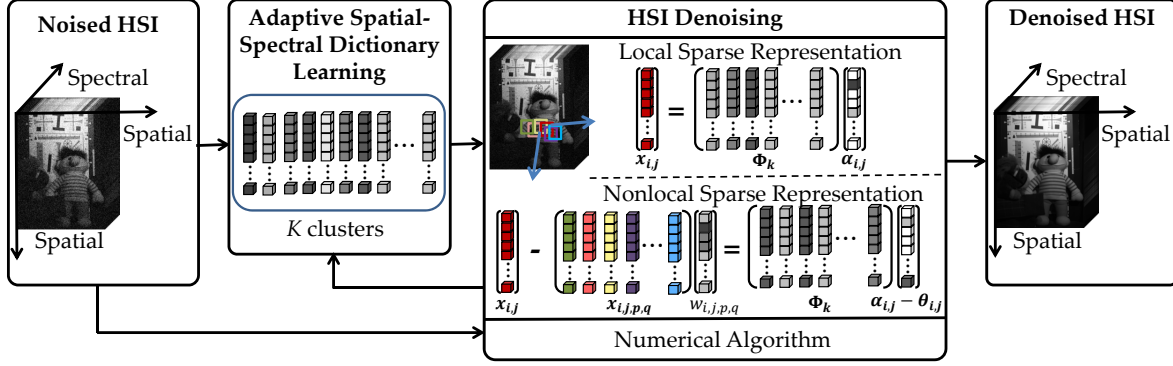 Noised HSI
Spectral
Spatial
Spatial
Adaptive Spatial-
Spectral Dictionary
Learning
K clusters
HSI Denoising
Local Sparse Representation
=
x_{i,j}
Φ_k
α_{i,j}
Nonlocal Sparse Representation
- =
x_{i,j}
x_{i,j,p,q}
w_{i,j,p,q}
Φ_k
α_{i,j} − θ_{i,j}
Numerical Algorithm
Denoised HSI
Spectral
Spatial
Spatial